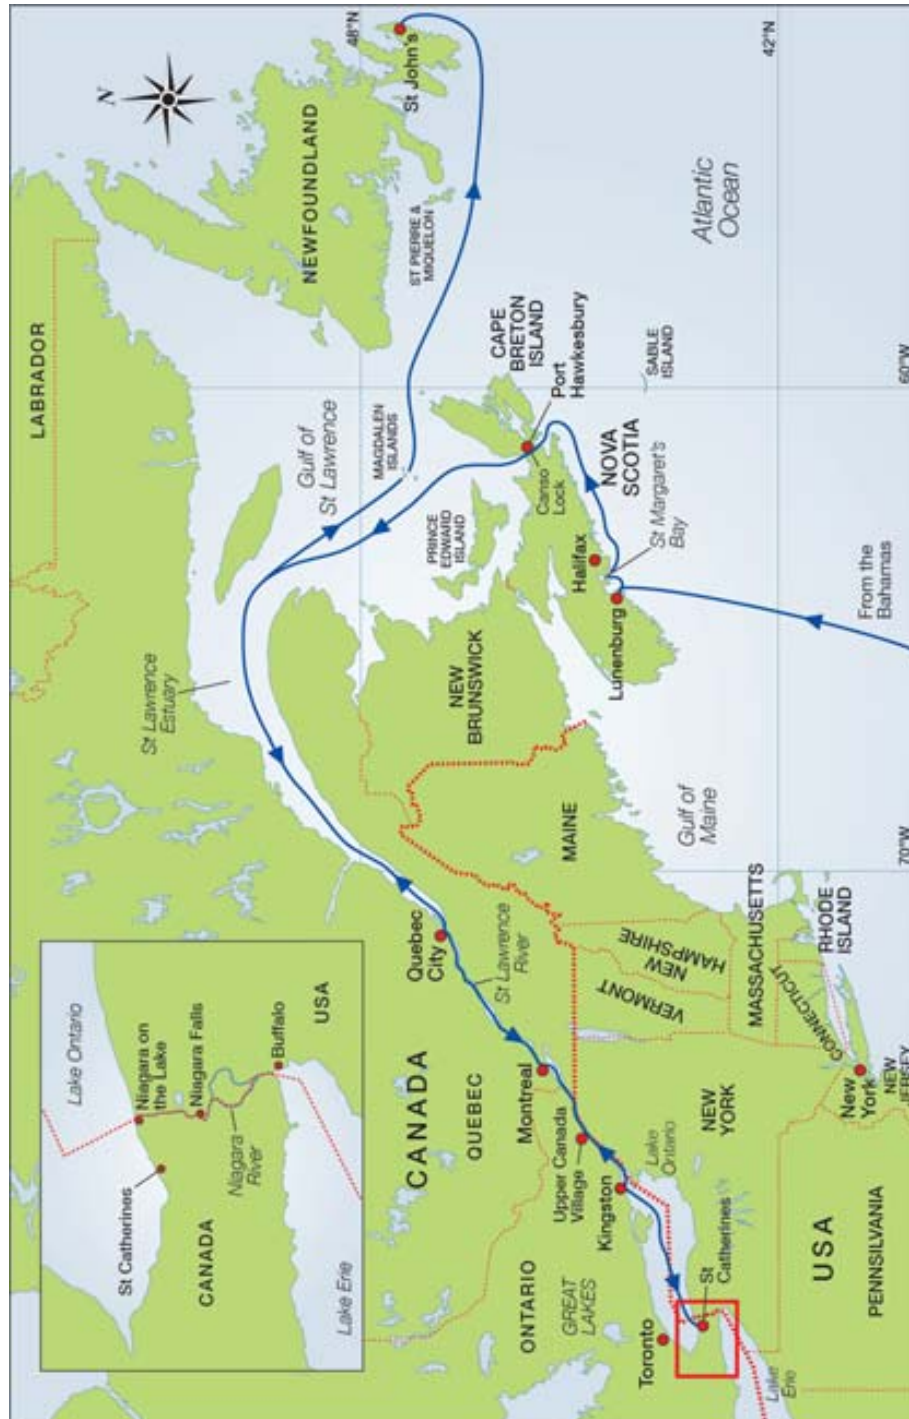 Lake Ontario
Niagara on
the Lake
Niagara Falls
St Catherines
CANADA
Niagara
River
Buffalo
USA
Lake Erie
LABRADOR
N
NEWFOUNDLAND
48°N
St John's
St Lawrence
Estuary
Gulf of
St Lawrence
MAGDALEN
ISLANDS
ST PIERRE &
MIQUELON
CANADA
QUEBEC
Quebec
City
St Lawrence
River
PRINCE
EDWARD
ISLAND
CAPE
BRETON
ISLAND
Port
Hawkesbury
Canso
Lock
NEW
BRUNSWICK
Montreal
Upper Canada
Village
Kingston
ONTARIO
GREAT
LAKES
Toronto
Lake
Ontario
St
Catherines
MAINE
Halifax
Lunenburg
NOVA
SCOTIA
St Margaret's
Bay
SABLE
ISLAND
Atlantic
Ocean
42°N
VERMONT
NEW
HAMPSHIRE
Gulf of
Maine
NEW
YORK
MASSACHUSETTS
CONNECTICUT
RHODE
ISLAND
USA
PENNSILVANIA
Lake
Erie
New
York
NEW
JERSEY
From the
Bahamas
70°W
60°W